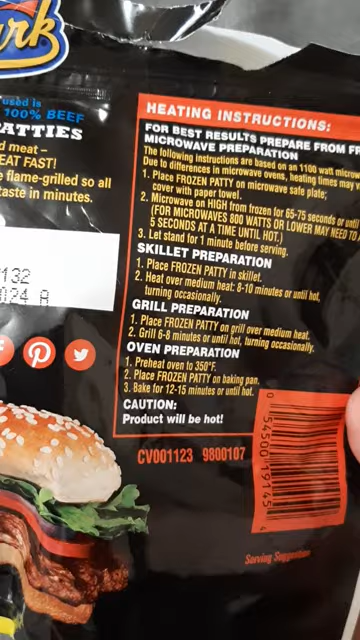 rk
used is
100% BEEF
PATTIES
d meat –
EAT FAST!
e flame-grilled so all
taste in minutes.
132
024 A
HEATING INSTRUCTIONS:
FOR BEST RESULTS PREPARE FROM FR
MICROWAVE PREPARATION
The following instructions are based on an 1100 watt microw
Due to differences in microwave ovens, heating times may v
1. Place FROZEN PATTY on microwave safe plate;
cover with paper towel.
2. Microwave on HIGH from frozen for 65-75 seconds or until
(FOR MICROWAVES 800 WATTS OR LOWER MAY NEED TO
5 SECONDS AT A TIME UNTIL HOT.)
3. Let stand for 1 minute before serving.
SKILLET PREPARATION
1. Place FROZEN PATTY in skillet.
2. Heat over medium heat: 8-10 minutes or until hot,
turning occasionally.
GRILL PREPARATION
1. Place FROZEN PATTY on grill over medium heat.
2. Grill 6-8 minutes or until hot, turning occasionally.
OVEN PREPARATION
1. Preheat oven to 350°F.
2. Place FROZEN PATTY on baking pan.
3. Bake for 12-15 minutes or until hot.
CAUTION:
Product will be hot!
CV001123 9800107
0 54500 19145 4
Serving Suggestion